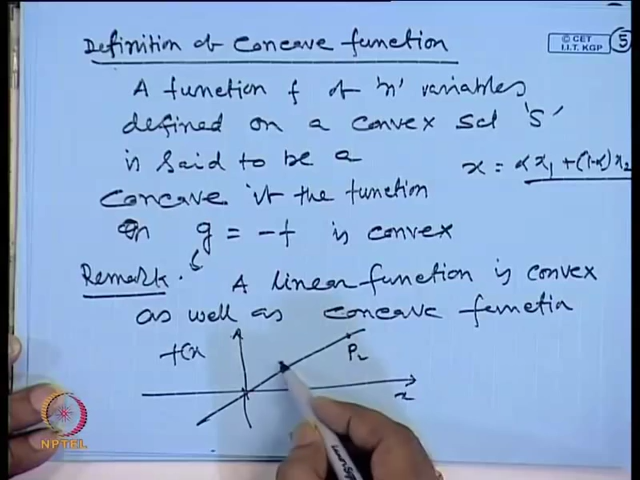 Definition of Concave function
© CET
I.I.T. KGP
5
A function f of 'n' variables
defined on a convex set 'S'
is said to be a
x = αx1 + (1-α)x2
concave if the function
g = -f is convex
Remark. A linear function is convex
as well as concave function
f(x
P2
x
NPTEL